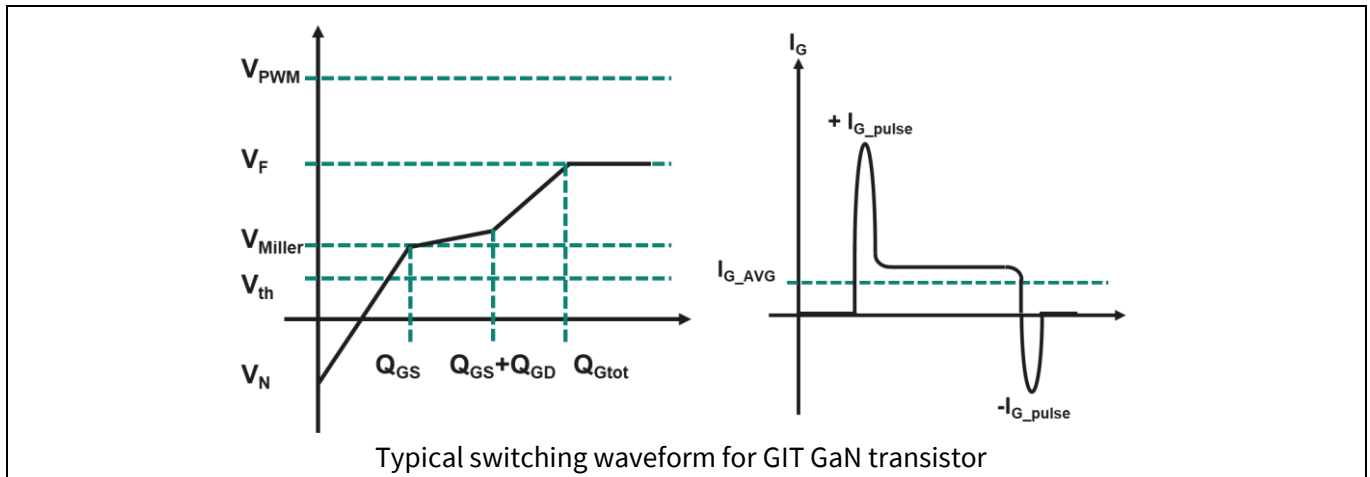 V_PWM
V_F
V_Miller
V_th
V_N
Q_GS
Q_GS+Q_GD
Q_Gtot
I_G
+ I_G_pulse
I_G_AVG
-I_G_pulse
Typical switching waveform for GIT GaN transistor